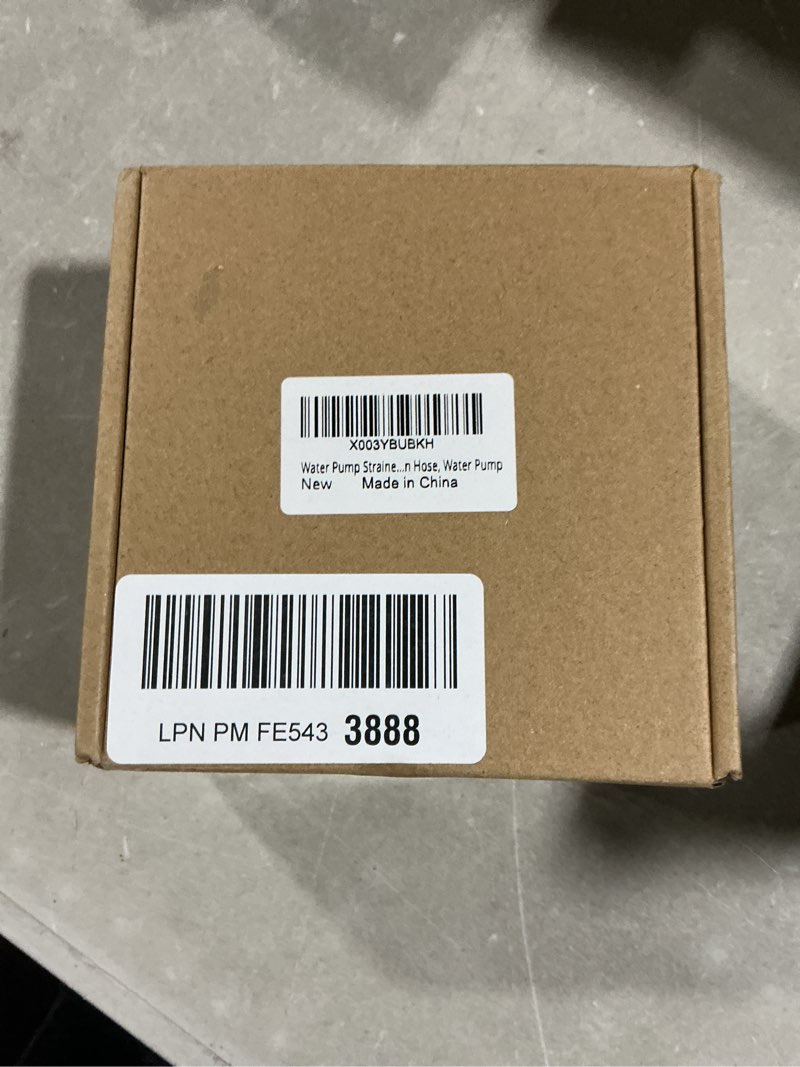 X003YBUBKH
Water Pump Straine...n Hose, Water Pump
New Made in China
LPN PM FE543 3888